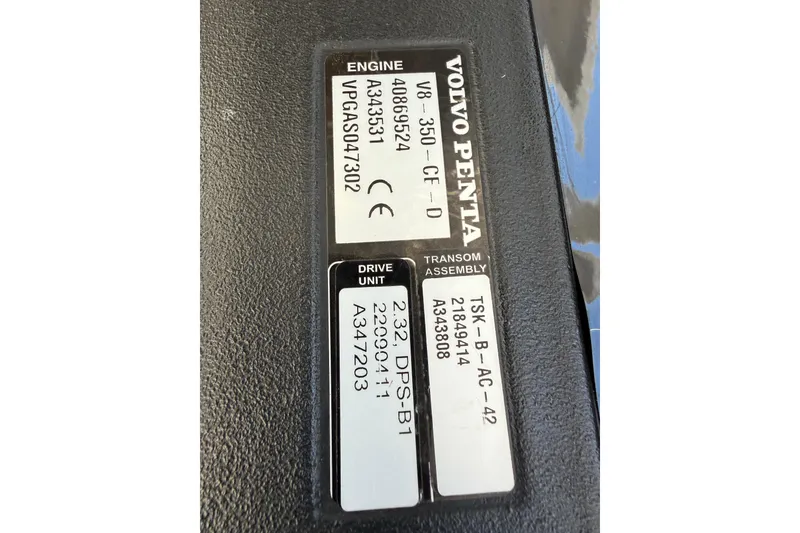 VOLVO PENTA
ENGINE
V8-350-CE-D
40869524
A343531
VPGAS047302
CE
TRANSOM
ASSEMBLY
TSK-B-AC-42
21849414
A343808
DRIVE
UNIT
2.32, DPS-B1
22090411
A347203